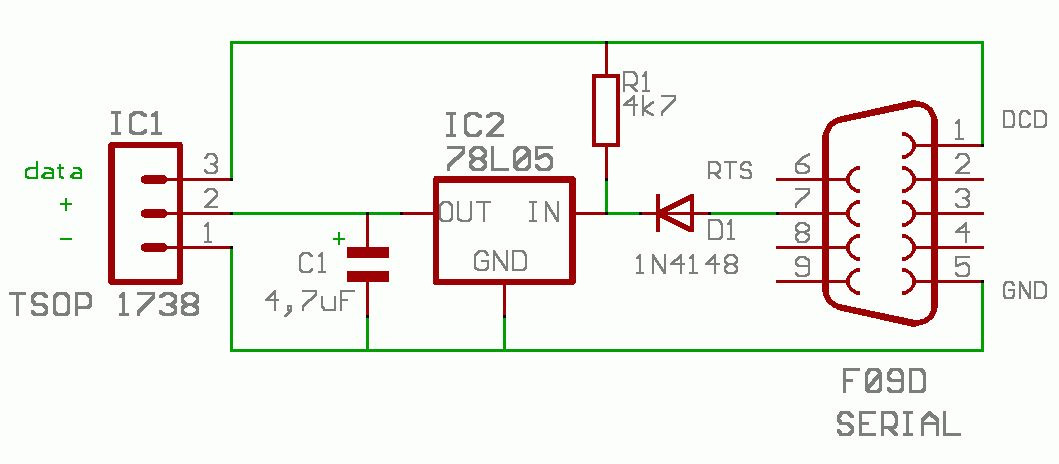 IC1
data
+
-
3
2
1
TSOP 1738
+
C1
4,7uF
IC2
78L05
OUT IN
GND
R1
4k7
D1
1N4148
RTS
6
7
8
9
1
2
3
4
5
DCD
GND
F09D
SERIAL